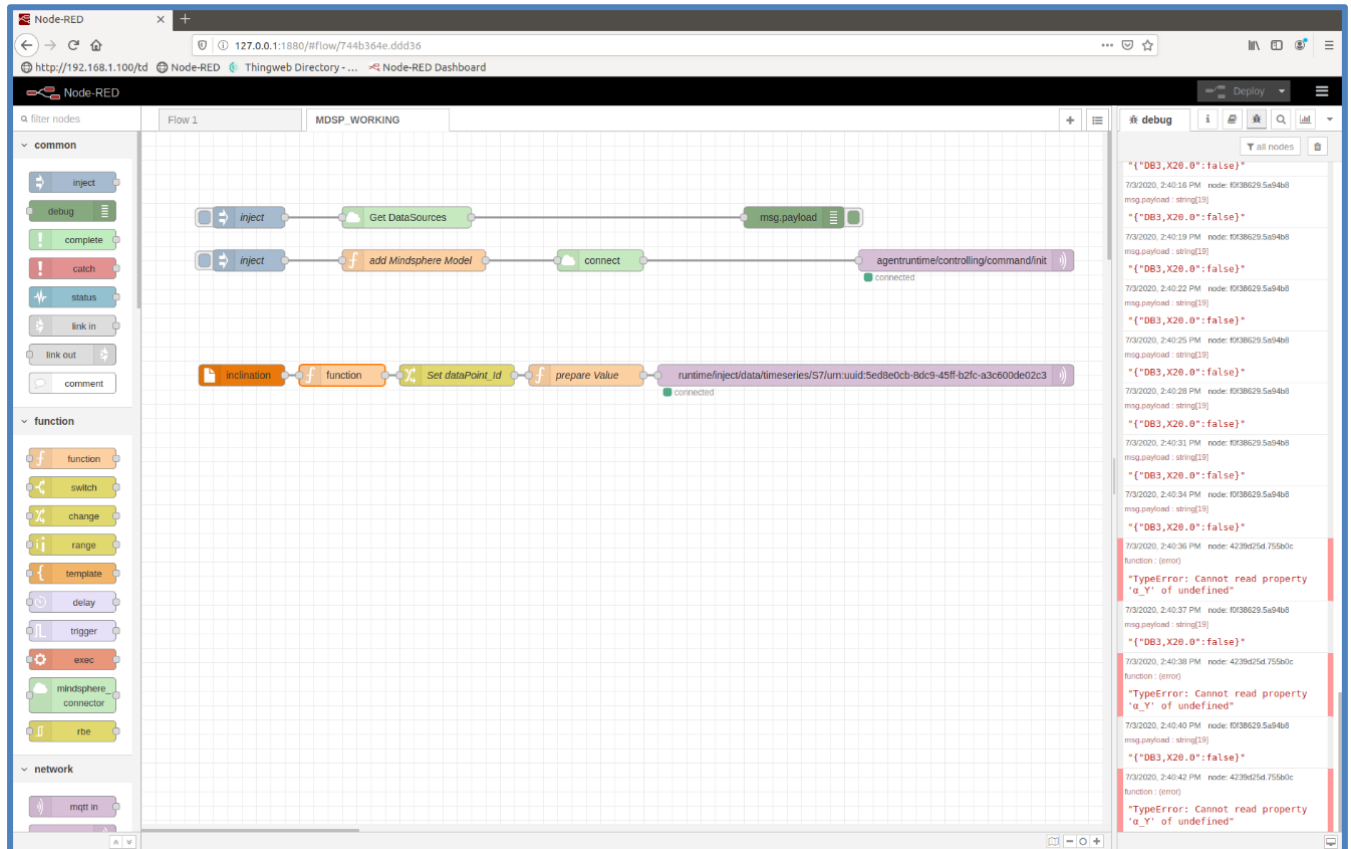 Node-RED
127.0.0.1:1880/#flow/744b364e.ddd36
http://192.168.1.100/td Node-RED Thingweb Directory - ... Node-RED Dashboard
Node-RED
Deploy
filter nodes
Flow 1
MDSP_WORKING
debug
all nodes
common
inject
debug
complete
catch
status
link in
link out
comment
function
function
switch
change
range
template
delay
trigger
exec
mindsphere_
connector
rbe
network
mqtt in
inject
Get DataSources
msg.payload
inject
add Mindsphere Model
connect
agentruntime/controlling/command/init
connected
inclination
function
Set dataPoint_Id
prepare Value
runtime/inject/data/timeseries/S7/urn:uuid:5ed8e0cb-8dc9-45ff-b2fc-a3c600de02c3
connected
"{"DB3,X20.0":false}"
7/3/2020, 2:40:16 PM node: f0f38629.5a94b8
msg.payload : string[19]
"{"DB3,X20.0":false}"
7/3/2020, 2:40:19 PM node: f0f38629.5a94b8
msg.payload : string[19]
"{"DB3,X20.0":false}"
7/3/2020, 2:40:22 PM node: f0f38629.5a94b8
msg.payload : string[19]
"{"DB3,X20.0":false}"
7/3/2020, 2:40:25 PM node: f0f38629.5a94b8
msg.payload : string[19]
"{"DB3,X20.0":false}"
7/3/2020, 2:40:28 PM node: f0f38629.5a94b8
msg.payload : string[19]
"{"DB3,X20.0":false}"
7/3/2020, 2:40:31 PM node: f0f38629.5a94b8
msg.payload : string[19]
"{"DB3,X20.0":false}"
7/3/2020, 2:40:34 PM node: f0f38629.5a94b8
msg.payload : string[19]
"{"DB3,X20.0":false}"
7/3/2020, 2:40:36 PM node: 4239d25d.755b0c
function : (error)
"TypeError: Cannot read property
'α_Y' of undefined"
7/3/2020, 2:40:37 PM node: f0f38629.5a94b8
msg.payload : string[19]
"{"DB3,X20.0":false}"
7/3/2020, 2:40:38 PM node: 4239d25d.755b0c
function : (error)
"TypeError: Cannot read property
'α_Y' of undefined"
7/3/2020, 2:40:40 PM node: f0f38629.5a94b8
msg.payload : string[19]
"{"DB3,X20.0":false}"
7/3/2020, 2:40:42 PM node: 4239d25d.755b0c
function : (error)
"TypeError: Cannot read property
'α_Y' of undefined"